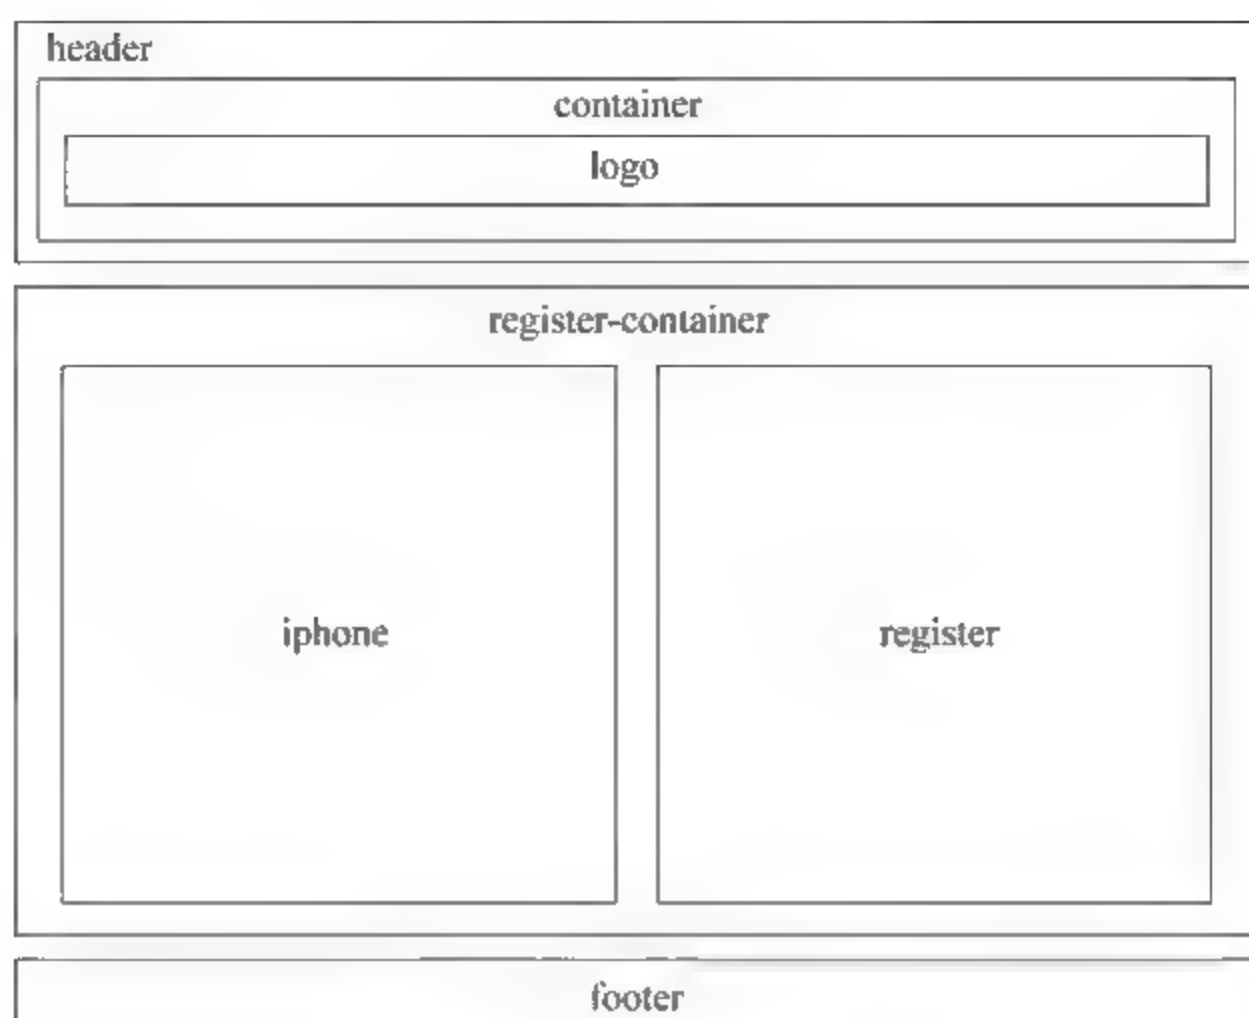 header
container
logo
register-container
iphone
register
footer